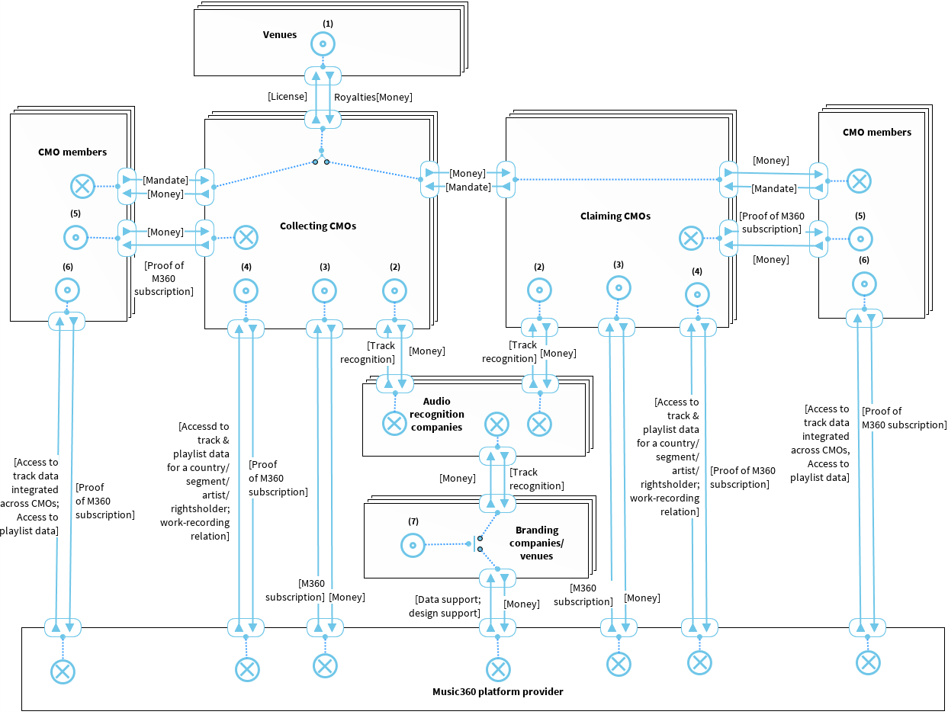 Venues
(1)
[License]
Royalties[Money]
CMO members
(5)
(6)
[Mandate]
[Money]
[Money]
[Proof of
M360
subscription]
Collecting CMOs
(4)
(3)
(2)
[Money]
[Mandate]
Claiming CMOs
(2)
(3)
(4)
[Money]
[Mandate]
[Proof of M360
subscription]
[Money]
CMO members
(5)
(6)
[Track
recognition]
[Money]
[Track
recognition]
[Money]
Audio
recognition
companies
[Money]
[Track
recognition]
(7)
Branding
companies/
venues
[Data support;
design support]
[Money]
[Access to
track data
integrated
across CMOs;
Access to
playlist data]
[Proof
of M360
subscription]
[Accessd to
track &
playlist data
for a country/
segment/
artist/
rightsholder;
work-recording
relation]
[Proof
of M360
subscription]
[M360
subscription]
[Money]
[M360
subscription]
[Money]
[Access to
track &
playlist data
for a country/
segment/
artist/
rightsholder;
work-recording
relation]
[Proof of M360
subscription]
[Access to
track data
integrated
across CMOs,
Access to
playlist data]
[Proof of
M360 subscription]
Music360 platform provider